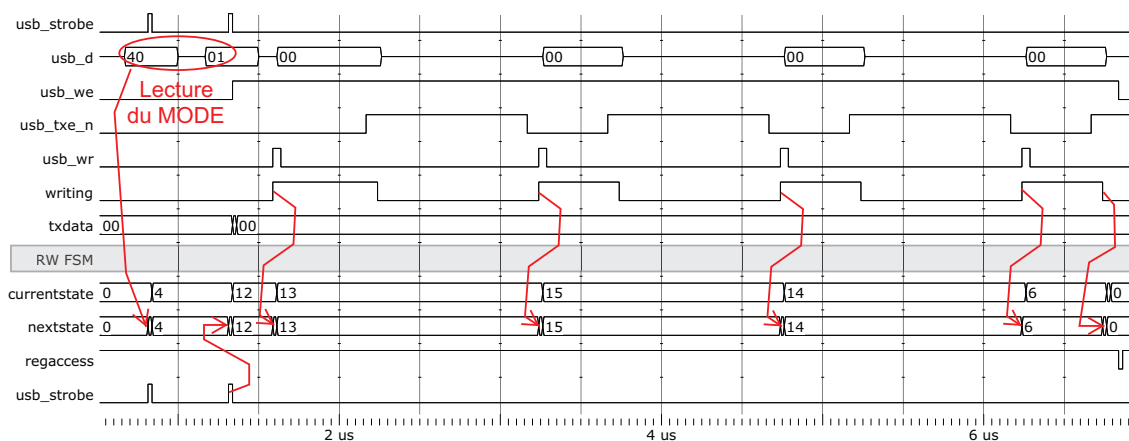 usb_strobe
usb_d 40 01 00 00 00 00
usb_we
Lecture
du MODE
usb_txe_n
usb_wr
writing
txdata 00 00
RW FSM
currentstate 0 4 12 13 15 14 6 0
nextstate 0 4 12 13 15 14 6 0
regaccess
usb_strobe
2 us 4 us 6 us